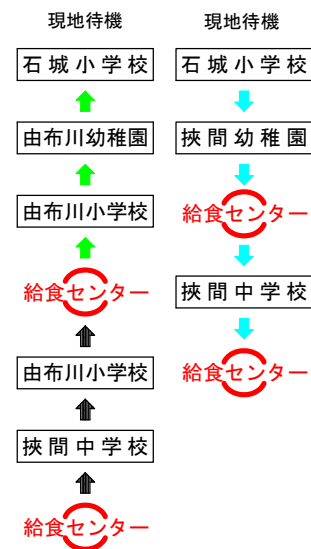 現地待機
石城小学校
由布川幼稚園
由布川小学校
給食センター
由布川小学校
挾間中学校
給食センター
現地待機
石城小学校
挾間幼稚園
給食センター
挾間中学校
給食センター